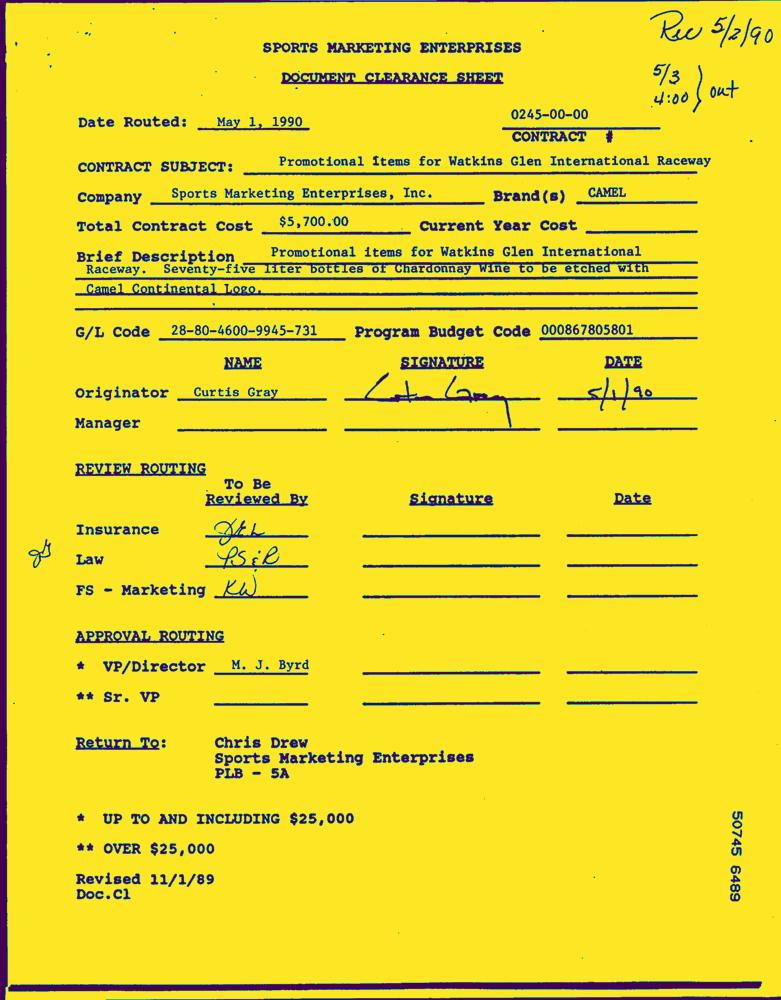 Rec 5/2/90
SPORTS MARKETING ENTERPRISES
DOCUMENT CLEARANCE SHEET
5/3
4:00 } out
Date Routed: May 1, 1990 0245-00-00
CONTRACT #
CONTRACT SUBJECT: Promotional Items for Watkins Glen International Raceway
Company Sports Marketing Enterprises, Inc. Brand(s) CAMEL
Total Contract Cost $5,700.00 Current Year Cost
Brief Description Promotional items for Watkins Glen International
Raceway. Seventy-five liter bottles of Chardonnay Wine to be etched with
Camel Continental Logo.
G/L Code 28-80-4600-9945-731 Program Budget Code 000867805801
NAME SIGNATURE DATE
Originator Curtis Gray Curtis Gray 5/1/90
Manager
REVIEW ROUTING
To Be
Reviewed By Signature Date
Insurance
Law
FS - Marketing KW
APPROVAL ROUTING
* VP/Director M. J. Byrd
** Sr. VP
Return To: Chris Drew
Sports Marketing Enterprises
PLB - 5A
* UP TO AND INCLUDING $25,000
** OVER $25,000
Revised 11/1/89
Doc.Cl
50745 6489